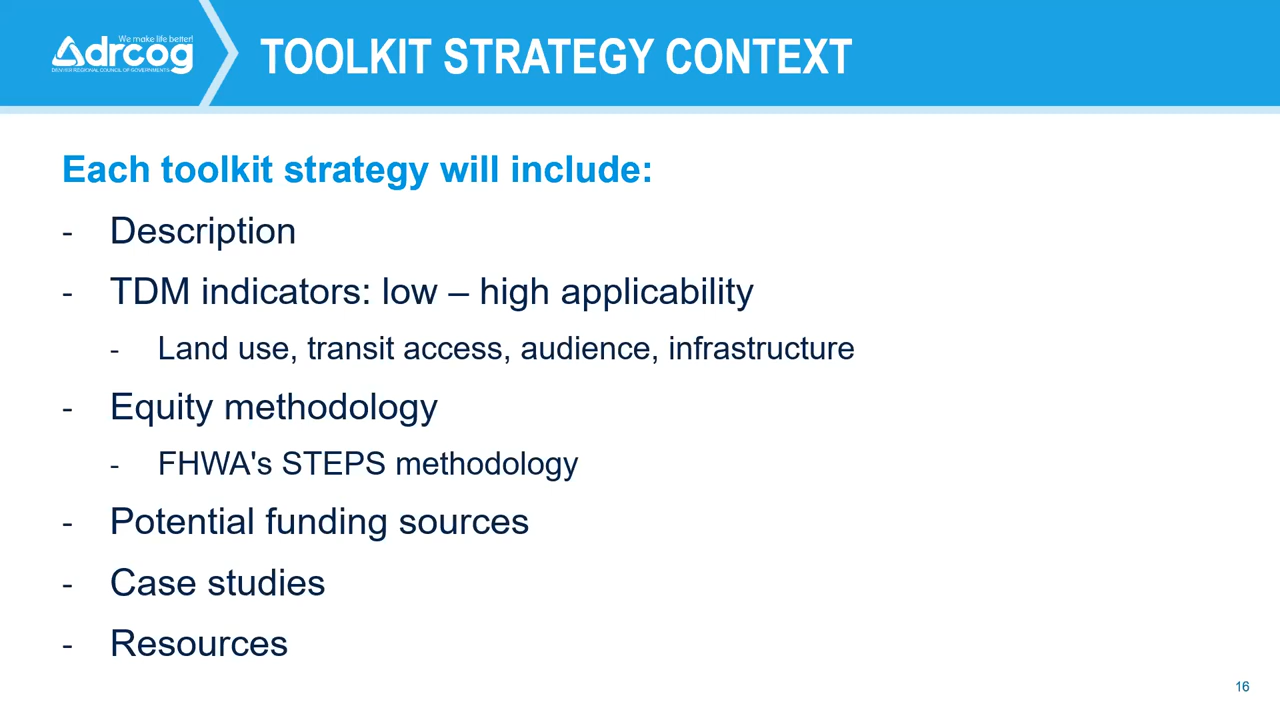 We make life better!
drcog
DENVER REGIONAL COUNCIL OF GOVERNMENTS
TOOLKIT STRATEGY CONTEXT
Each toolkit strategy will include:
- Description
- TDM indicators: low – high applicability
- Land use, transit access, audience, infrastructure
- Equity methodology
- FHWA's STEPS methodology
- Potential funding sources
- Case studies
- Resources
16